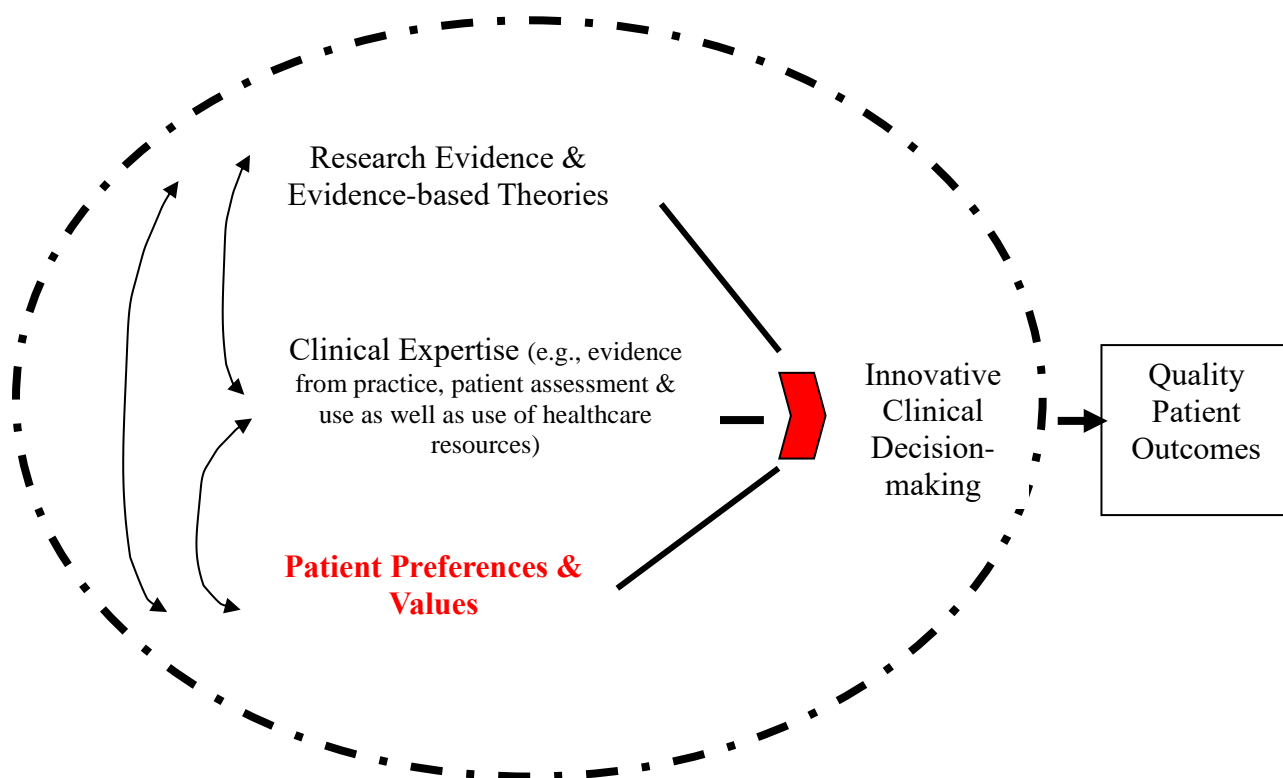 Research Evidence &
Evidence-based Theories
Clinical Expertise (e.g., evidence
from practice, patient assessment &
use as well as use of healthcare
resources)
Patient Preferences &
Values
Innovative
Clinical
Decision-
making
Quality
Patient
Outcomes